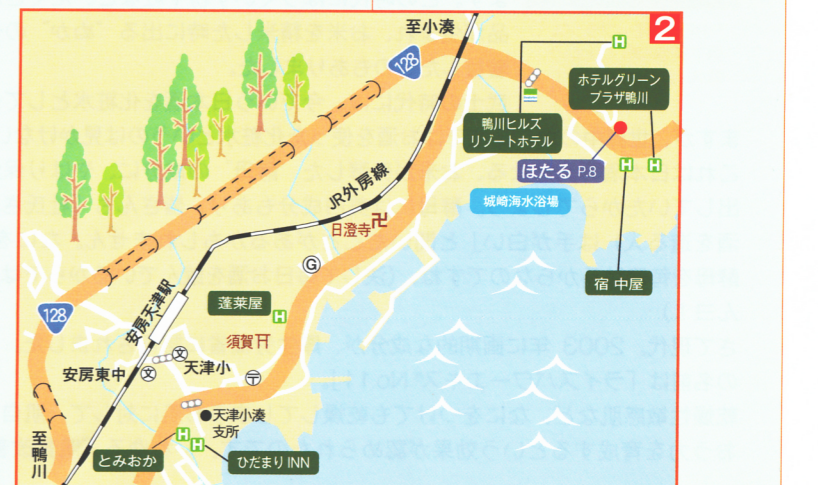 至小湊
2
128
H
ホテルグリーン
プラザ鴨川
鴨川ヒルズ
リゾートホテル
ほたる P.8
H
H
JR外房線
城崎海水浴場
日澄寺
G
宿 中屋
安房天津駅
蓬莱屋
H
128
須賀
文
天津小
安房東中
文
〒
天津小湊
支所
至鴨川
H
H
とみおか
ひだまり INN